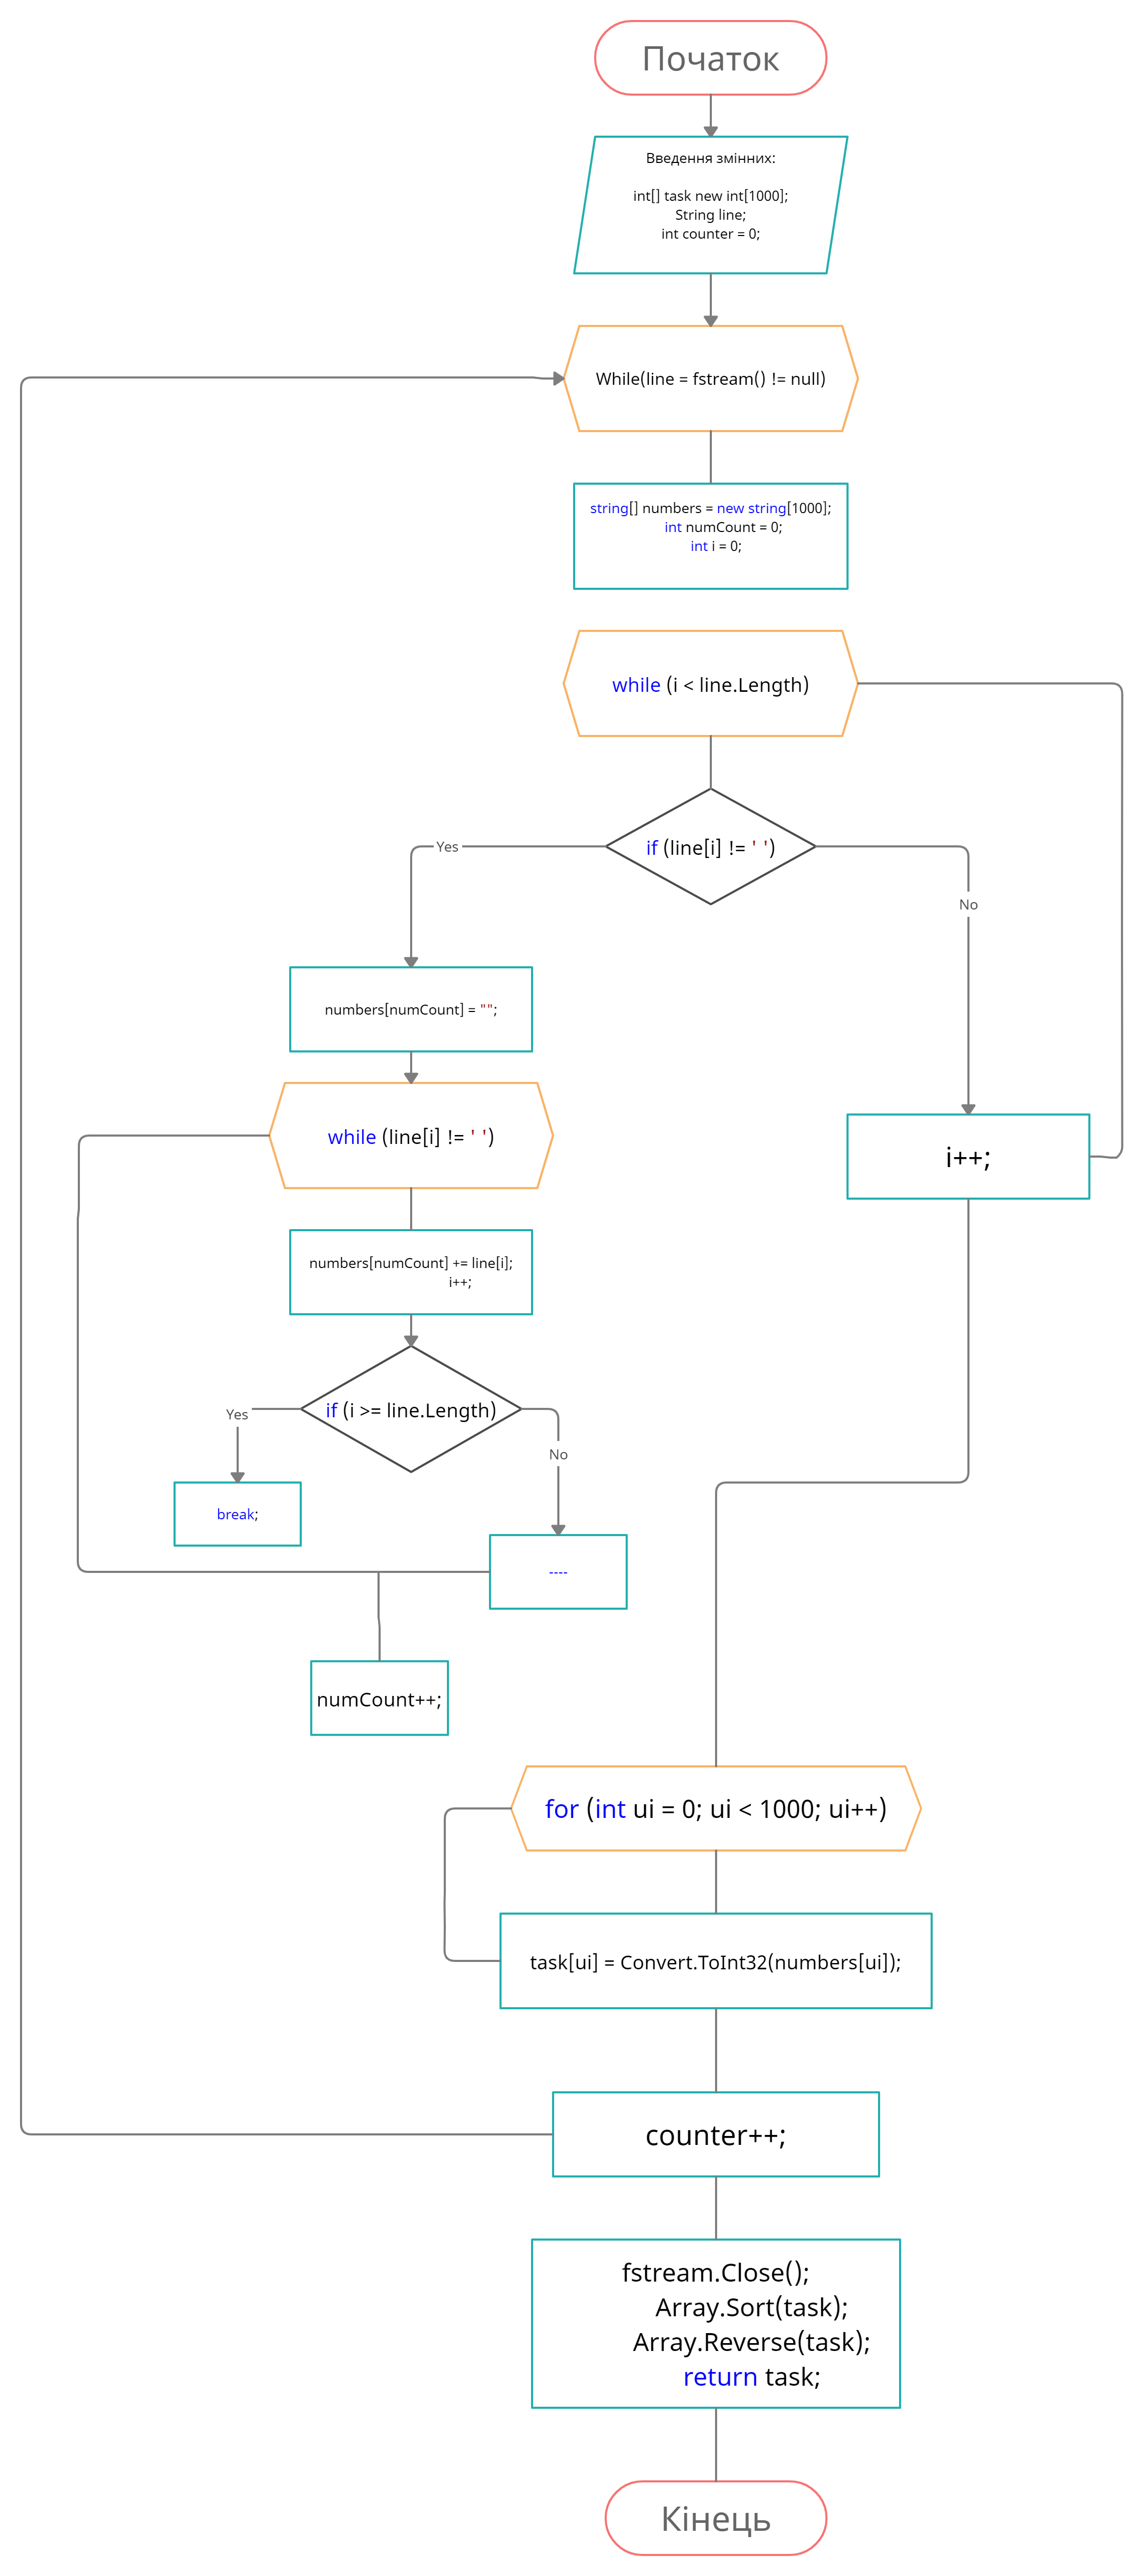 Початок
Введення змінних:
int[] task new int[1000];
String line;
int counter = 0;
While(line = fstream() != null)
string[] numbers = new string[1000];
int numCount = 0;
int i = 0;
while (i < line.Length)
if (line[i] != ' ')
Yes
No
numbers[numCount] = "";
while (line[i] != ' ')
i++;
numbers[numCount] += line[i];
i++;
if (i >= line.Length)
Yes
No
break;
----
numCount++;
for (int ui = 0; ui < 1000; ui++)
task[ui] = Convert.ToInt32(numbers[ui]);
counter++;
fstream.Close();
Array.Sort(task);
Array.Reverse(task);
return task;
Кінець